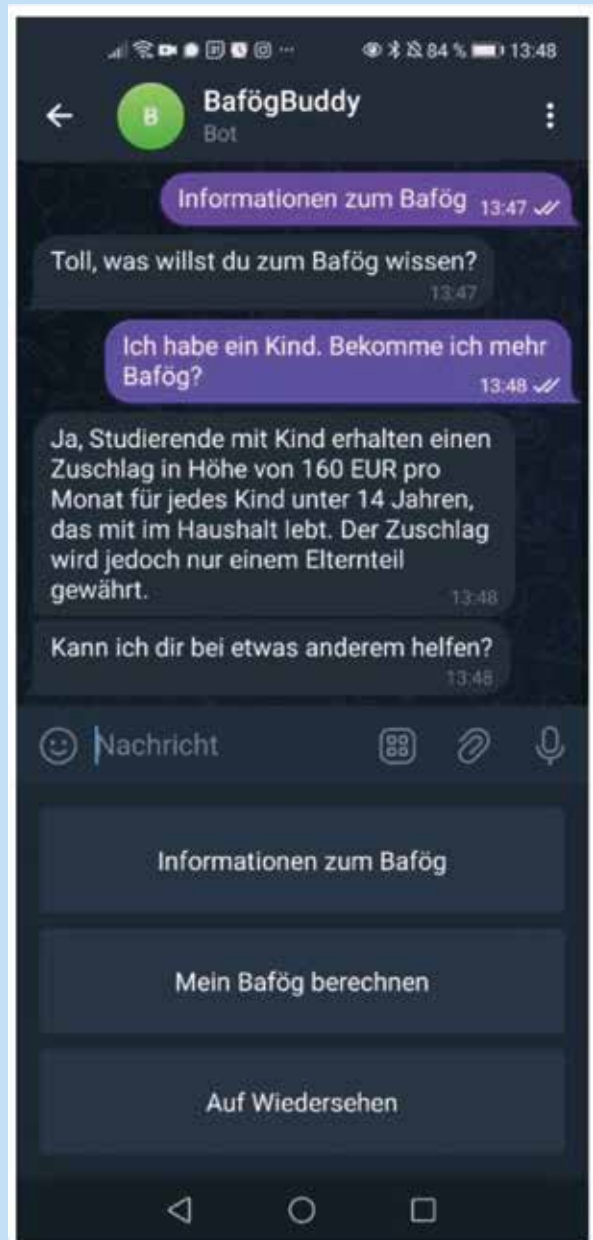 84 % 13:48
B
BafögBuddy
Bot
Informationen zum Bafög 13:47
Toll, was willst du zum Bafög wissen?
13:47
Ich habe ein Kind. Bekomme ich mehr
Bafög?
13:48
Ja, Studierende mit Kind erhalten einen
Zuschlag in Höhe von 160 EUR pro
Monat für jedes Kind unter 14 Jahren,
das mit im Haushalt lebt. Der Zuschlag
wird jedoch nur einem Elternteil
gewährt.
13:48
Kann ich dir bei etwas anderem helfen?
13:48
Nachricht
Informationen zum Bafög
Mein Bafög berechnen
Auf Wiedersehen